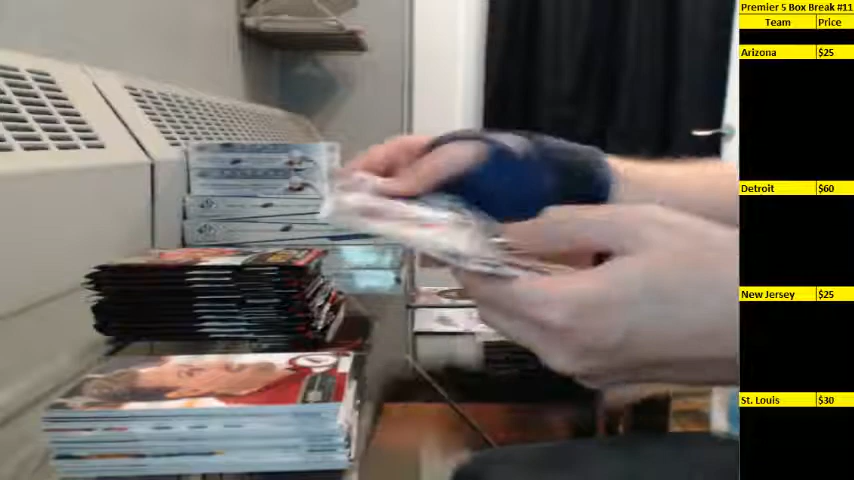 Premier 5 Box Break #11
Team Price
Arizona $25
Detroit $60
New Jersey $25
St. Louis $30